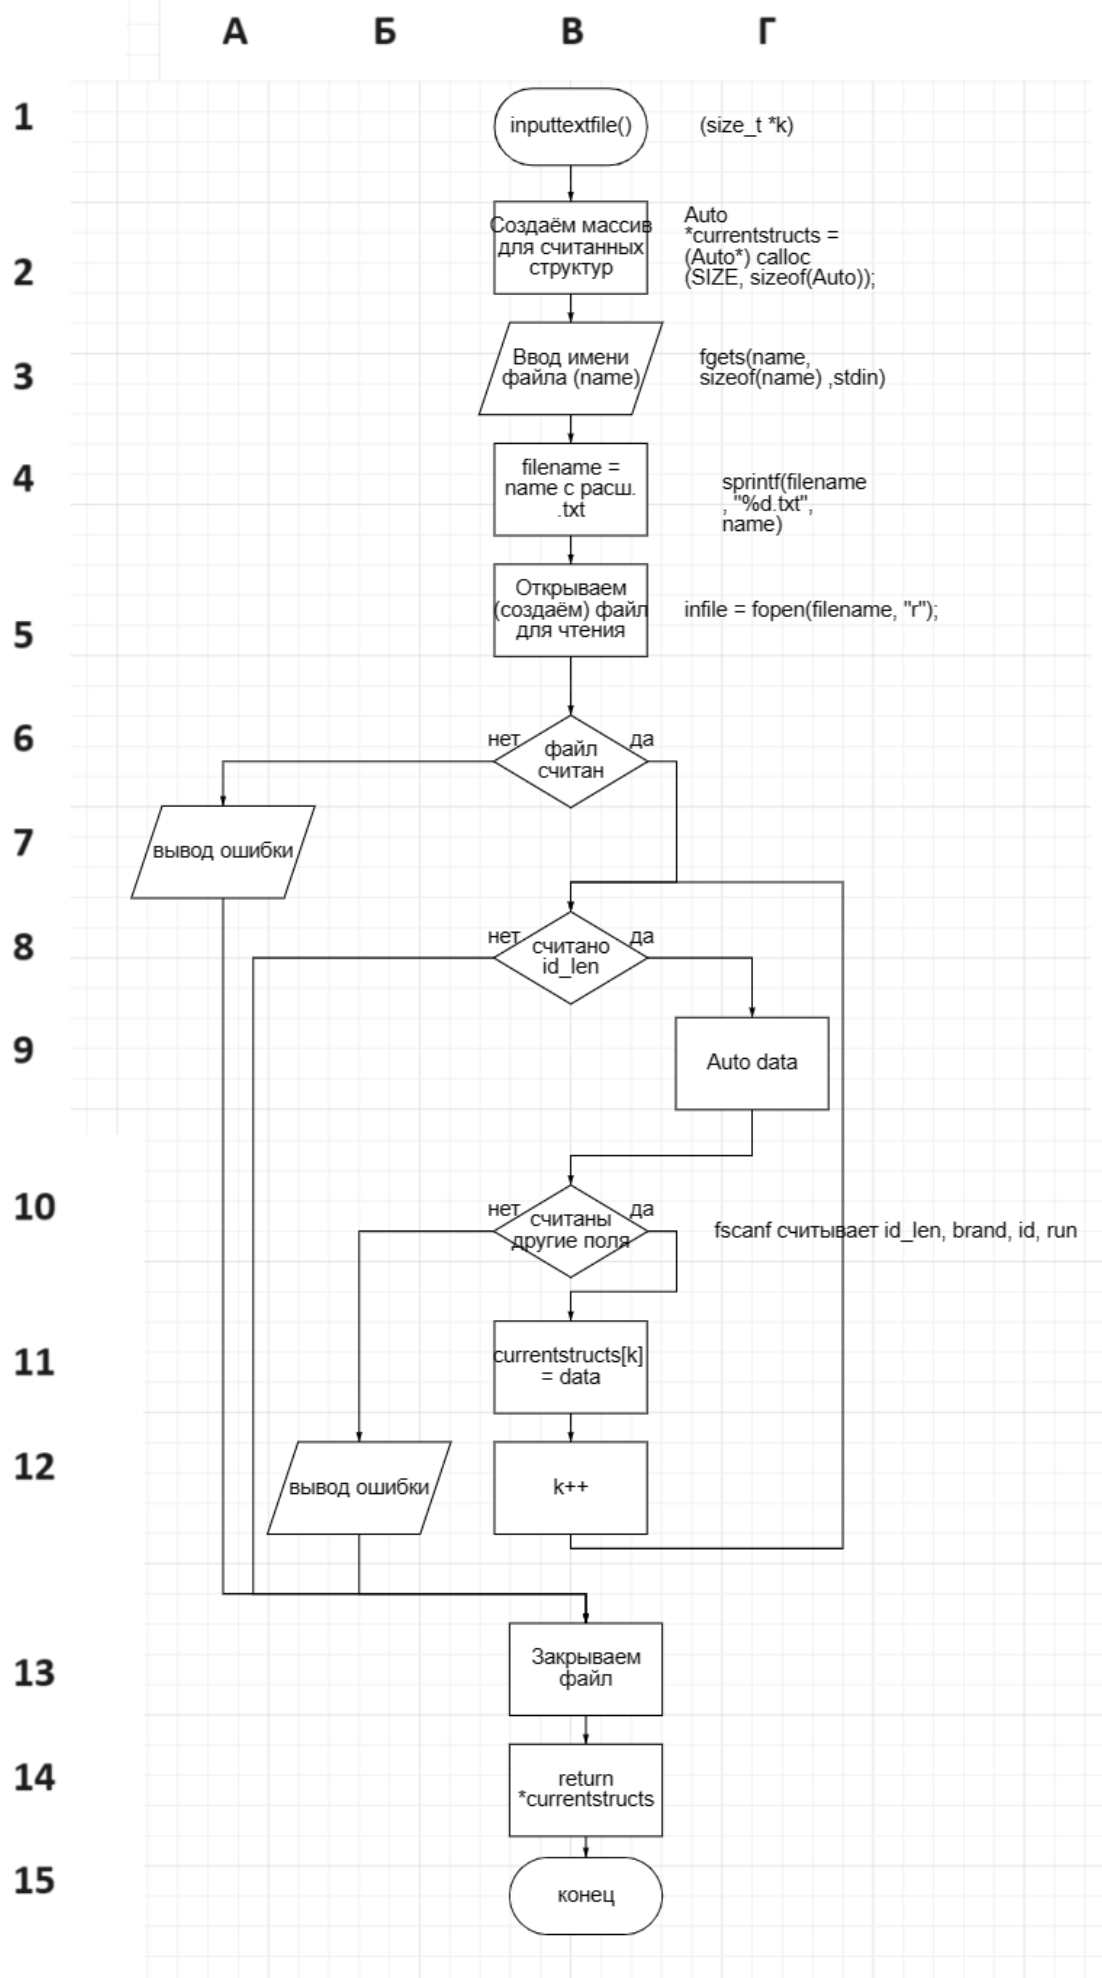 А Б В Г
1
inputtextfile()
(size_t *k)
2
Создаём массив
для считанных
структур
Auto
*currentstructs =
(Auto*) calloc
(SIZE, sizeof(Auto));
3
Ввод имени
файла (name)
fgets(name,
sizeof(name) ,stdin)
4
filename =
name с расш.
.txt
sprintf(filename
, "%d.txt",
name)
5
Открываем
(создаём) файл
для чтения
infile = fopen(filename, "r");
6
нет
файл
считан
да
7
вывод ошибки
8
нет
считано
id_len
да
9
Auto data
10
нет
считаны
другие поля
да
fscanf считывает id_len, brand, id, run
11
currentstructs[k]
= data
12
вывод ошибки
k++
13
Закрываем
файл
14
return
*currentstructs
15
конец